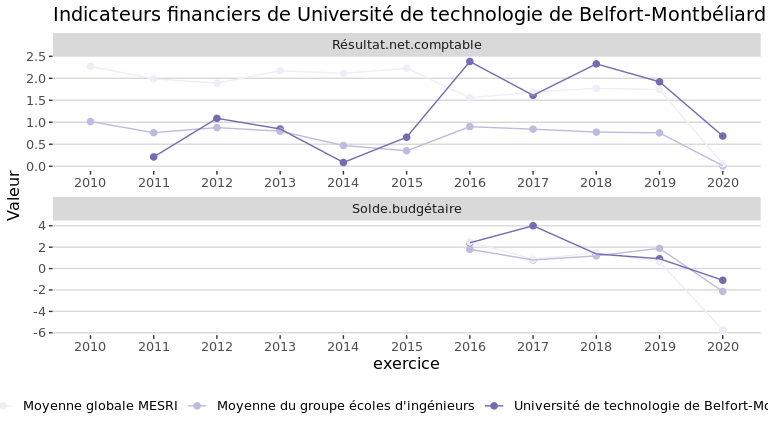 Indicateurs financiers de Université de technologie de Belfort-Montbéliard
Résultat.net.comptable
2.5
2.0
1.5
1.0
0.5
0.0
2010 2011 2012 2013 2014 2015 2016 2017 2018 2019 2020
Valeur
Solde.budgétaire
4
2
0
-2
-4
-6
2010 2011 2012 2013 2014 2015 2016 2017 2018 2019 2020
exercice
Moyenne globale MESRI Moyenne du groupe écoles d'ingénieurs Université de technologie de Belfort-Mo